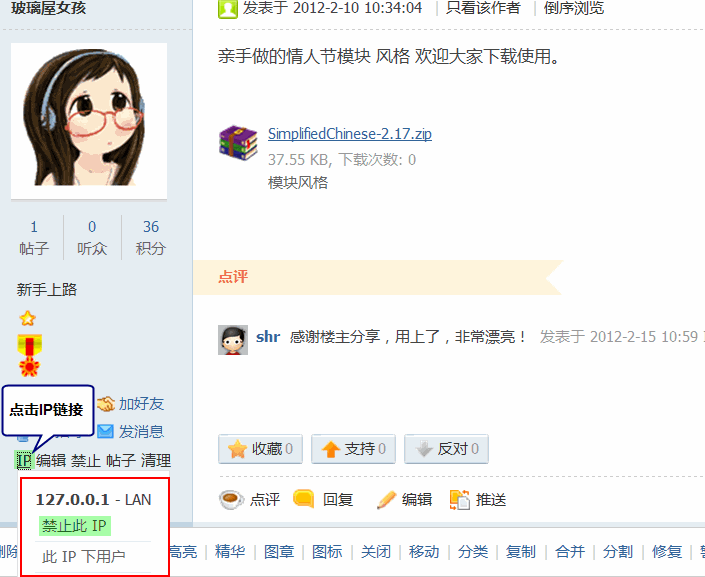 玻璃屋女孩
发表于 2012-2-10 10:34:04 | 只看该作者 | 倒序浏览
亲手做的情人节模块 风格 欢迎大家下载使用。
SimplifiedChinese-2.17.zip
37.55 KB, 下载次数: 0
模块风格
1 0 36
帖子 听众 积分
新手上路
点评
shr 感谢楼主分享，用上了，非常漂亮！ 发表于 2012-2-15 10:59
点击IP链接
加好友
发消息
IP 编辑 禁止 帖子 清理
收藏 0 支持 0 反对 0
127.0.0.1 - LAN
禁止此 IP
此 IP 下用户
点评 回复 编辑 推送
删除 高亮 | 精华 | 图章 | 图标 | 关闭 | 移动 | 分类 | 复制 | 合并 | 分割 | 修复 |